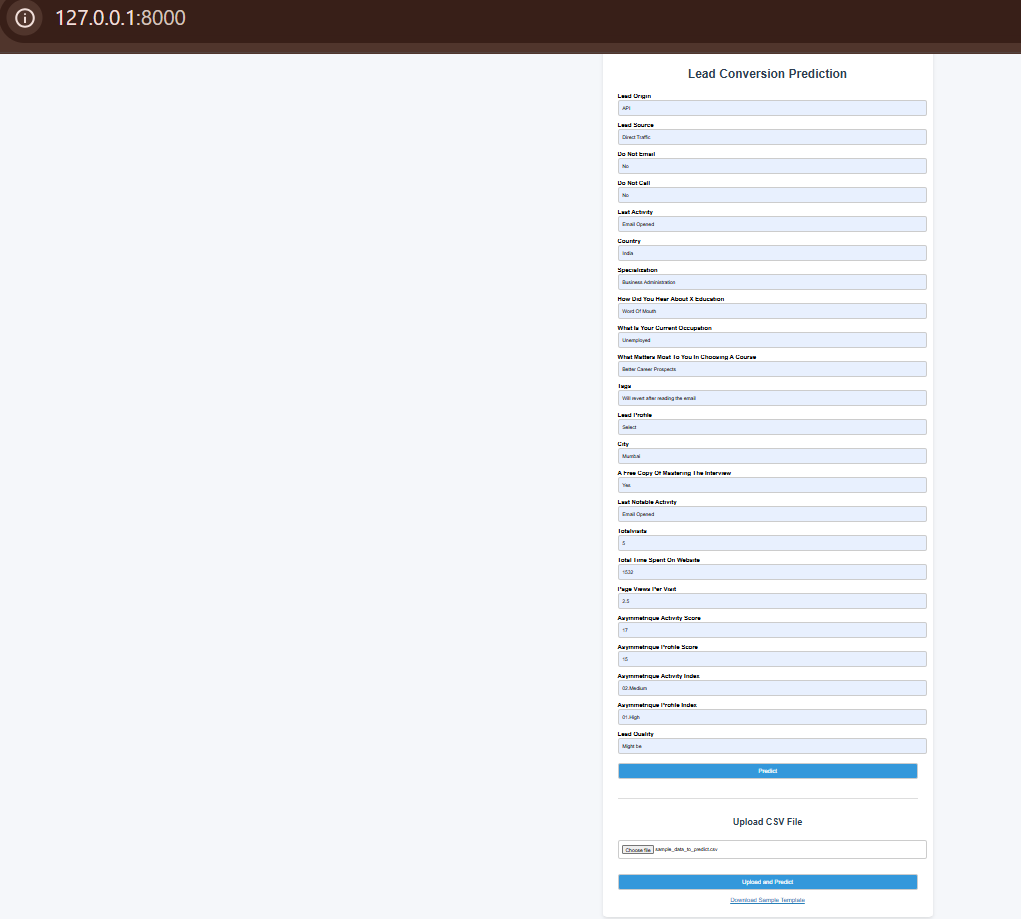 127.0.0.1:8000
Lead Conversion Prediction
Lead Origin
API
Lead Source
Direct Traffic
Do Not Email
No
Do Not Call
No
Last Activity
Email Opened
Country
India
Specialization
Business Administration
How Did You Hear About X Education
Word Of Mouth
What Is Your Current Occupation
Unemployed
What Matters Most To You In Choosing A Course
Better Career Prospects
Tags
Will revert after reading the email
Lead Profile
Select
City
Mumbai
A Free Copy Of Mastering The Interview
Yes
Last Notable Activity
Email Opened
Totalvisits
5
Total Time Spent On Website
1532
Page Views Per Visit
2.5
Asymmetrique Activity Score
17
Asymmetrique Profile Score
15
Asymmetrique Activity Index
02.Medium
Asymmetrique Profile Index
01.High
Lead Quality
Might be
Predict
Upload CSV File
Choose file sample_data_to_predict.csv
Upload and Predict
Download Sample Template